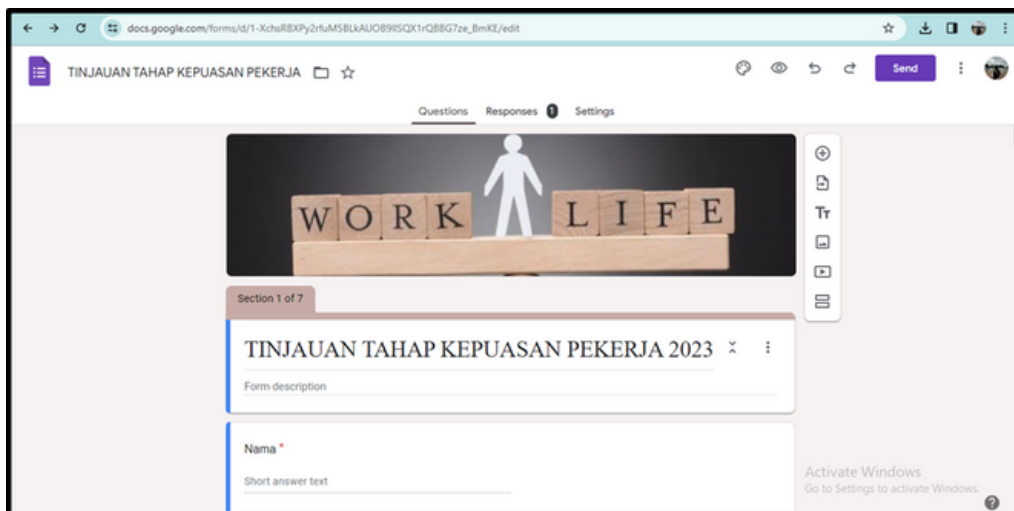 docs.google.com/forms/d/1-XchsR8XPy2rfuM5BLkAUOB9IISQX1rQBBG7ze_BmKE/edit
TINJAUAN TAHAP KEPUASAN PEKERJA
Send
Questions Responses 1 Settings
WORK LIFE
Tт
Section 1 of 7
TINJAUAN TAHAP KEPUASAN PEKERJA 2023
Form description
Nama *
Short answer text
Activate Windows
Go to Settings to activate Windows.